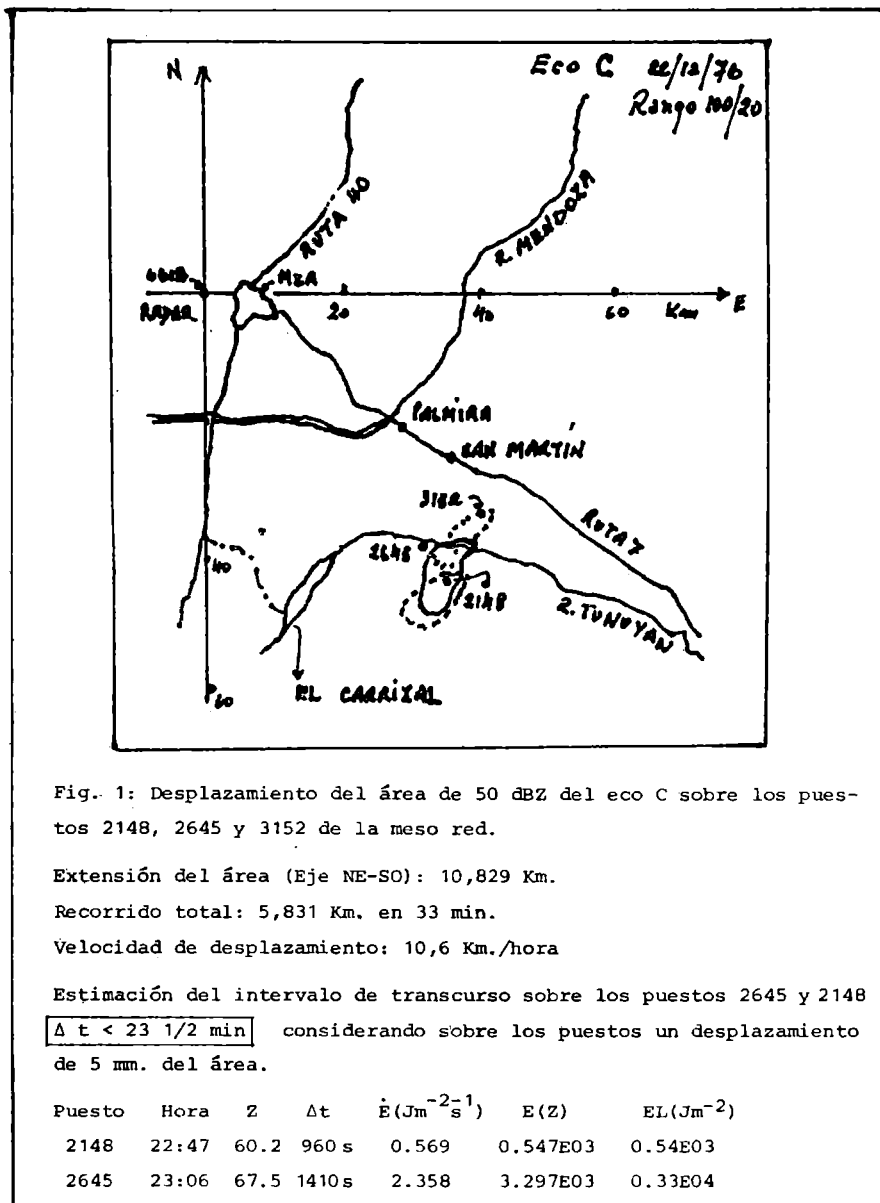 N
Eco C 22/12/76
Rango 100/20
RUTA 40
R. MENDOZA
MZA
RADAR
20
40
60
Km
E
PALMIRA
SAN MARTÍN
3152
RUTA 7
2645
40
2148
R. TUNUYAN
60
EL CARRIZAL
Fig. 1: Desplazamiento del área de 50 dBZ del eco C sobre los pues-
tos 2148, 2645 y 3152 de la meso red.
Extensión del área (Eje NE-SO): 10,829 Km.
Recorrido total: 5,831 Km. en 33 min.
Velocidad de desplazamiento: 10,6 Km./hora
Estimación del intervalo de transcurso sobre los puestos 2645 y 2148
Δ t < 23 1/2 min considerando sobre los puestos un desplazamiento
de 5 mm. del área.
Puesto Hora Z Δt Ė(Jm⁻²s⁻¹) E(Z) EL(Jm⁻²)
2148 22:47 60.2 960 s 0.569 0.547E03 0.54E03
2645 23:06 67.5 1410 s 2.358 3.297E03 0.33E04